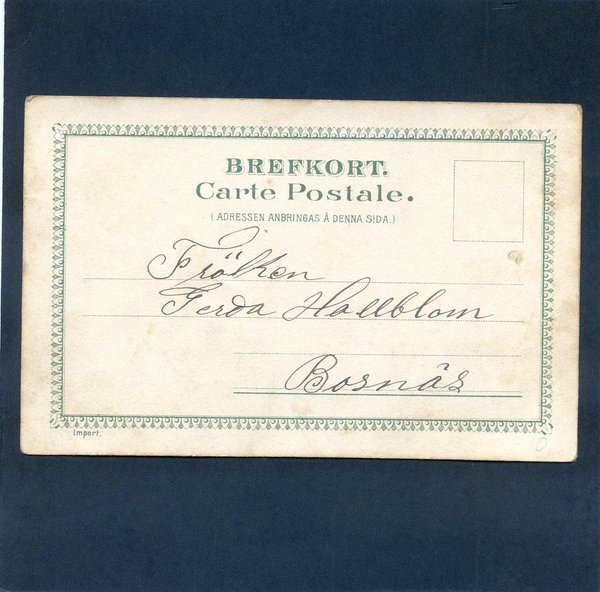 BREFKORT.
Carte Postale.
( ADRESSEN ANBRINGAS Å DENNA SIDA. )
Fröken
Gerda Hallblom
Bosnäs
Import.